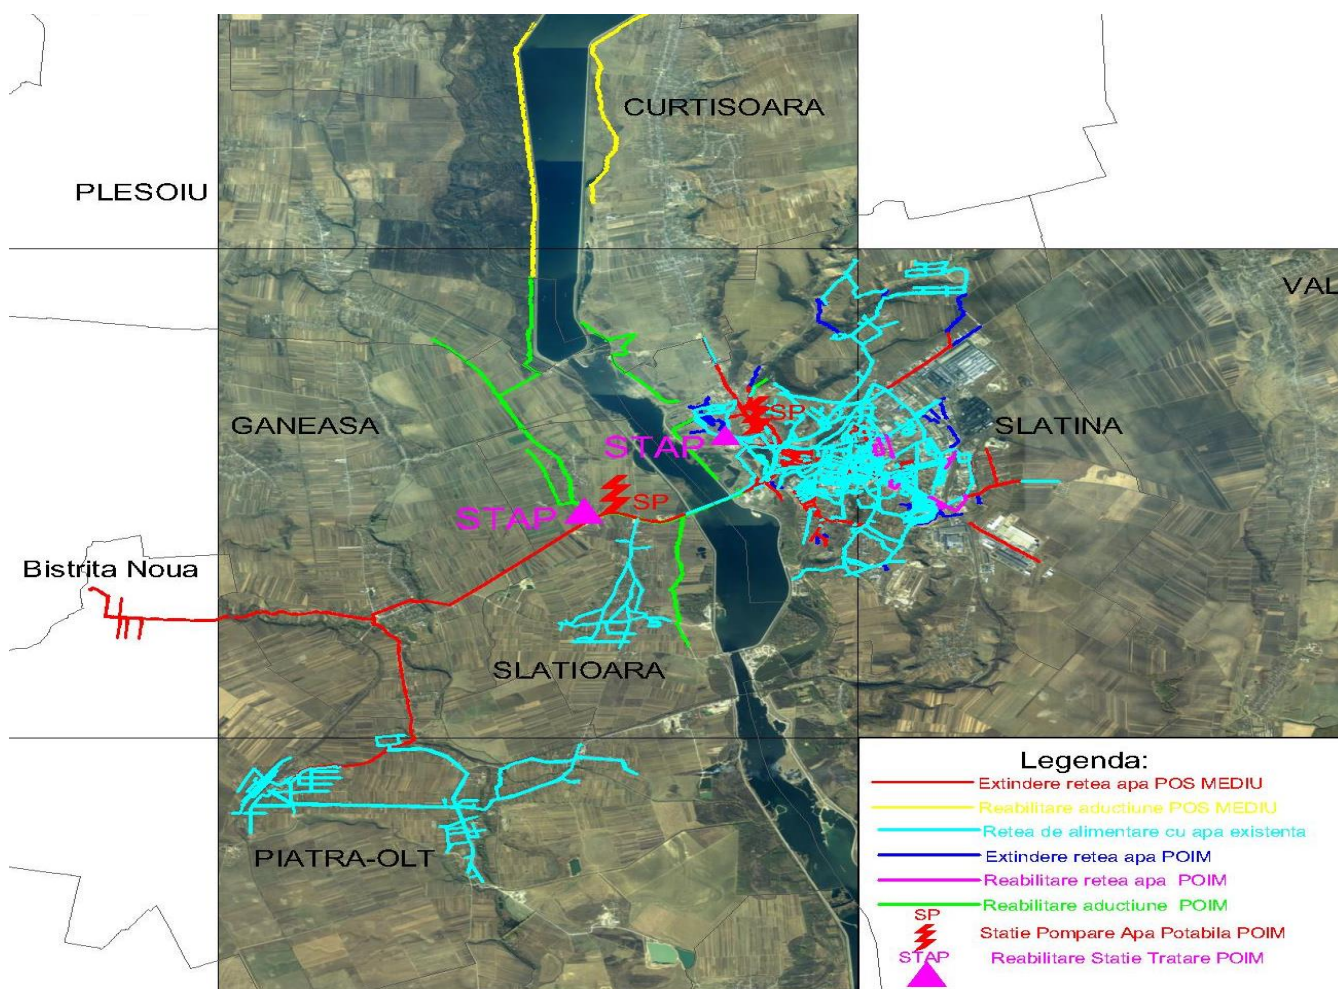 CURTISOARA
PLESOIU
VAL
GANEASA
SP
SLATINA
STAP
SP
STAP
Bistrita Noua
SLATIOARA
PIATRA-OLT
Legenda:
Extindere retea apa POS MEDIU
Reabilitare aductiune POS MEDIU
Retea de alimentare cu apa existenta
Extindere retea apa POIM
Reabilitare retea apa POIM
Reabilitare aductiune POIM
SP
Statie Pompare Apa Potabila POIM
STAP
Reabilitare Statie Tratare POIM